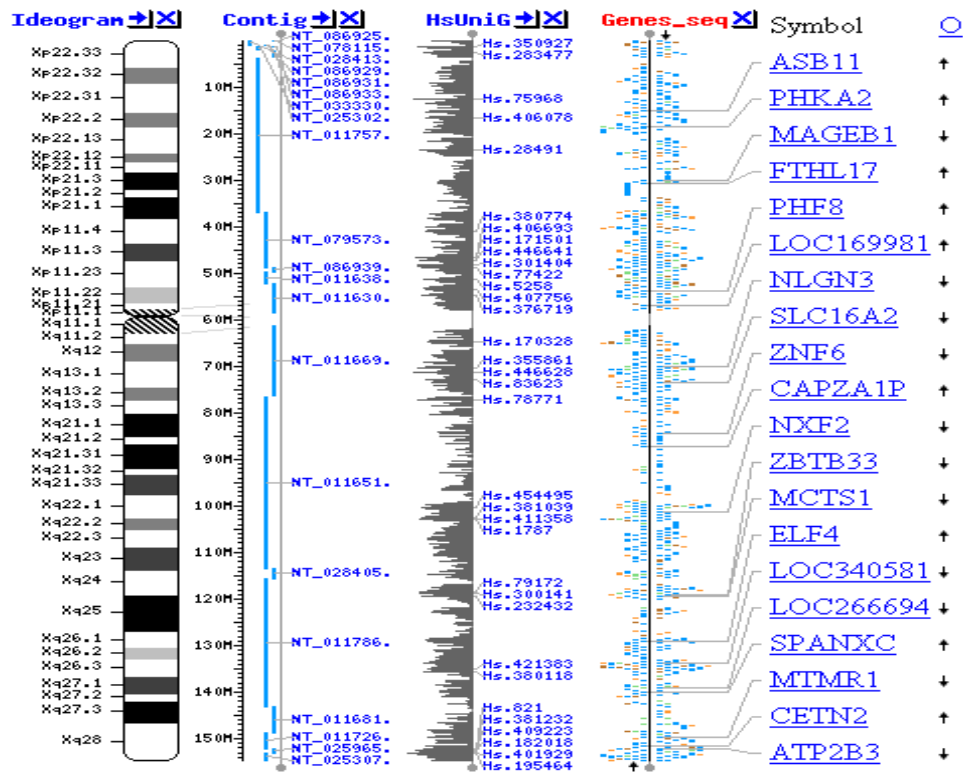 Ideogram Contig HsUniG Genes_seq Symbol O
Xp22.33
Xp22.32
Xp22.31
Xp22.2
Xp22.13
Xp22.12
Xp22.11
Xp21.3
Xp21.2
Xp21.1
Xp11.4
Xp11.3
Xp11.23
Xp11.22
Xp11.21
Xp11.1
Xq11.1
Xq11.2
Xq12
Xq13.1
Xq13.2
Xq13.3
Xq21.1
Xq21.2
Xq21.31
Xq21.32
Xq21.33
Xq22.1
Xq22.2
Xq22.3
Xq23
Xq24
Xq25
Xq26.1
Xq26.2
Xq26.3
Xq27.1
Xq27.2
Xq27.3
Xq28
10M
20M
30M
40M
50M
60M
70M
80M
90M
100M
110M
120M
130M
140M
150M
NT_086925.
NT_078115.
NT_028413.
NT_086929.
NT_086931.
NT_086933.
NT_033330.
NT_025302.
NT_011757.
NT_079573.
NT_086939.
NT_011638.
NT_011630.
NT_011669.
NT_011651.
NT_028405.
NT_011786.
NT_011681.
NT_011726.
NT_025965.
NT_025307.
Hs.350927
Hs.283477
Hs.75968
Hs.406078
Hs.28491
Hs.380774
Hs.406693
Hs.171501
Hs.446641
Hs.301404
Hs.77422
Hs.5258
Hs.407756
Hs.376719
Hs.170328
Hs.355861
Hs.446628
Hs.83623
Hs.78771
Hs.454495
Hs.381039
Hs.411358
Hs.1787
Hs.79172
Hs.300141
Hs.232432
Hs.421383
Hs.380118
Hs.821
Hs.381232
Hs.409223
Hs.182018
Hs.401929
Hs.195464
ASB11
PHKA2
MAGEB1
FTHL17
PHF8
LOC169981
NLGN3
SLC16A2
ZNF6
CAPZA1P
NXF2
ZBTB33
MCTS1
ELF4
LOC340581
LOC266694
SPANXC
MTMR1
CETN2
ATP2B3